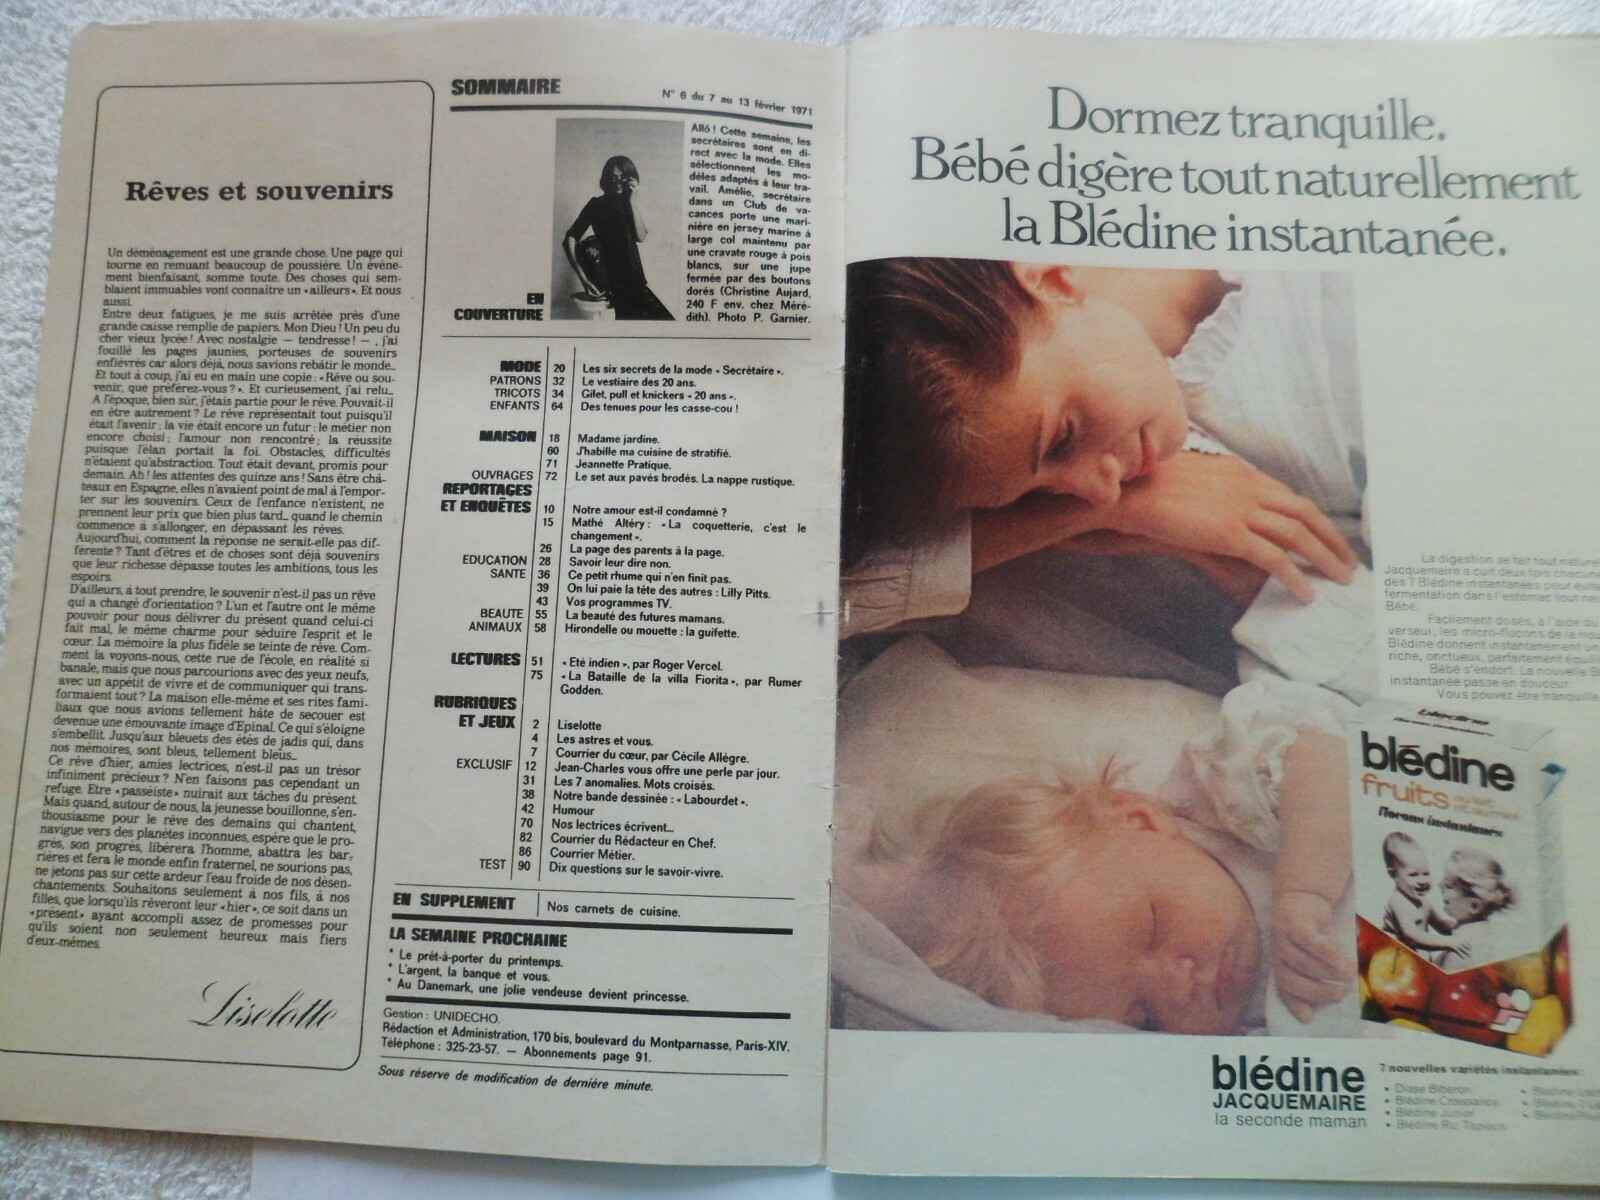 Rêves et souvenirs
Un déménagement est une grande chose. Une page qui
tourne en remuant beaucoup de poussière. Un événe-
ment bienfaisant, somme toute. Des choses qui sem-
blaient immuables vont connaître un «ailleurs». Et nous
aussi.
Entre deux fatigues, je me suis arrêtée près d'une
grande caisse remplie de papiers. Mon Dieu ! Un peu du
cher vieux lycée ! Avec nostalgie — tendresse ! — , j'ai
fouillé les pages jaunies, porteuses de souvenirs
enfiévrés car alors déjà, nous savions rebâtir le monde...
Et tout à coup, j'ai eu en main une copie : «Rêve ou sou-
venir, que préférez-vous ?». Et curieusement, j'ai relu...
A l'époque, bien sûr, j'étais partie pour le rêve. Pouvait-il
en être autrement ? Le rêve représentait tout puisqu'il
était l'avenir ; la vie était encore un futur : le métier non
encore choisi ; l'amour non rencontré ; la réussite
puisque l'élan portait la foi. Obstacles, difficultés
n'étaient qu'abstraction. Tout était devant, promis pour
demain. Ah ! les attentes des quinze ans ! Sans être châ-
teaux en Espagne, elles n'avaient point de mal à l'empor-
ter sur les souvenirs. Ceux de l'enfance n'existent, ne
prennent leur prix que bien plus tard... quand le chemin
commence à s'allonger, en dépassant les rêves.
Aujourd'hui, comment la réponse ne serait-elle pas dif-
férente ? Tant d'êtres et de choses sont déjà souvenirs
que leur richesse dépasse toutes les ambitions, tous les
espoirs.
D'ailleurs, à tout prendre, le souvenir n'est-il pas un rêve
qui a changé d'orientation ? L'un et l'autre ont le même
pouvoir pour nous délivrer du présent quand celui-ci
fait mal, le même charme pour séduire l'esprit et le
cœur. La mémoire la plus fidèle se teinte de rêve. Com-
ment la voyons-nous, cette rue de l'école, en réalité si
banale, mais que nous parcourions avec des yeux neufs,
avec un appétit de vivre et de communiquer qui trans-
formaient tout ? La maison elle-même et ses rites fami-
liaux que nous avions tellement hâte de secouer est
devenue une émouvante image d'Epinal. Ce qui s'éloigne
s'embellit. Jusqu'aux bleuets des étés de jadis qui, dans
nos mémoires, sont bleus, tellement bleus...
Ce rêve d'hier, amies lectrices, n'est-il pas un trésor
infiniment précieux ? N'en faisons pas cependant un
refuge. Etre «passéiste» nuirait aux tâches du présent.
Mais quand, autour de nous, la jeunesse bouillonne, s'en-
thousiasme pour le rêve des demains qui chantent,
navigue vers des planètes inconnues, espère que le pro-
grès, son progrès, libérera l'homme, abattra les bar-
rières et fera le monde enfin fraternel, ne sourions pas,
ne jetons pas sur cette ardeur l'eau froide de nos désen-
chantements. Souhaitons seulement à nos fils, à nos
filles, que lorsqu'ils rêveront leur «hier», ce soit dans un
«présent» ayant accompli assez de promesses pour
qu'ils soient non seulement heureux mais fiers
d'eux-mêmes.
Liselotte
SOMMAIRE
N° 6 du 7 au 13 février 1971
Allô ! Cette semaine, les
secrétaires sont en di-
rect avec la mode. Elles
sélectionnent les mo-
dèles adaptés à leur tra-
vail. Amélie, secrétaire
dans un Club de va-
cances porte une mari-
nière en jersey marine à
large col maintenu par
une cravate rouge à pois
blancs, sur une jupe
fermée par des boutons
dorés (Christine Aujard,
240 F env. chez Méré-
dith). Photo P. Garnier.
EN
COUVERTURE
MODE 20 Les six secrets de la mode « Secrétaire ».
PATRONS 32 Le vestiaire des 20 ans.
TRICOTS 34 Gilet, pull et knickers « 20 ans ».
ENFANTS 64 Des tenues pour les casse-cou !
MAISON 18 Madame jardine.
60 J'habille ma cuisine de stratifié.
71 Jeannette Pratique.
OUVRAGES 72 Le set aux pavés brodés. La nappe rustique.
REPORTAGES
ET ENQUÊTES 10 Notre amour est-il condamné ?
15 Mathé Altéry : « La coquetterie, c'est le
changement ».
26 La page des parents à la page.
EDUCATION 28 Savoir leur dire non.
SANTE 36 Ce petit rhume qui n'en finit pas.
39 On lui paie la tête des autres : Lilly Pitts.
43 Vos programmes TV.
BEAUTE 55 La beauté des futures mamans.
ANIMAUX 58 Hirondelle ou mouette : la guifette.
LECTURES 51 « Eté indien », par Roger Vercel.
75 « La Bataille de la villa Fiorita », par Rumer
Godden.
RUBRIQUES
ET JEUX 2 Liselotte
4 Les astres et vous.
7 Courrier du cœur, par Cécile Allègre.
EXCLUSIF 12 Jean-Charles vous offre une perle par jour.
31 Les 7 anomalies. Mots croisés.
38 Notre bande dessinée : « Labourdet ».
42 Humour
70 Nos lectrices écrivent...
82 Courrier du Rédacteur en Chef.
86 Courrier Métier.
TEST 90 Dix questions sur le savoir-vivre.
EN SUPPLEMENT Nos carnets de cuisine.
LA SEMAINE PROCHAINE
* Le prêt-à-porter du printemps.
* L'argent, la banque et vous.
* Au Danemark, une jolie vendeuse devient princesse.
Gestion : UNIDECHO.
Rédaction et Administration, 170 bis, boulevard du Montparnasse, Paris-XIV.
Téléphone : 325-23-57. — Abonnements page 91.
Sous réserve de modification de dernière minute.
Dormez tranquille.
Bébé digère tout naturellement
la Blédine instantanée.
La digestion se fait tout naturel
Jacquemaire a cuit deux fois chacune
des 7 Blédine instantanées pour éviter
fermentation dans l'estomac tout neu
Bébé.
Facilement dosés, à l'aide du
verseur, les micro-flocons de la nou
Blédine donnent instantanément un
riche, onctueux, parfaitement équili
Bébé s'endort. La nouvelle B
instantanée passe en douceur.
Vous pouvez être tranquille
blédine
blédine
fruits au lait
et au miel
flocons instantanés
blédine
JACQUEMAIRE
la seconde maman
7 nouvelles variétés instantanées :
• Diase Biberon
• Blédine Croissance
• Blédine Junior
• Blédine Riz Tapioca